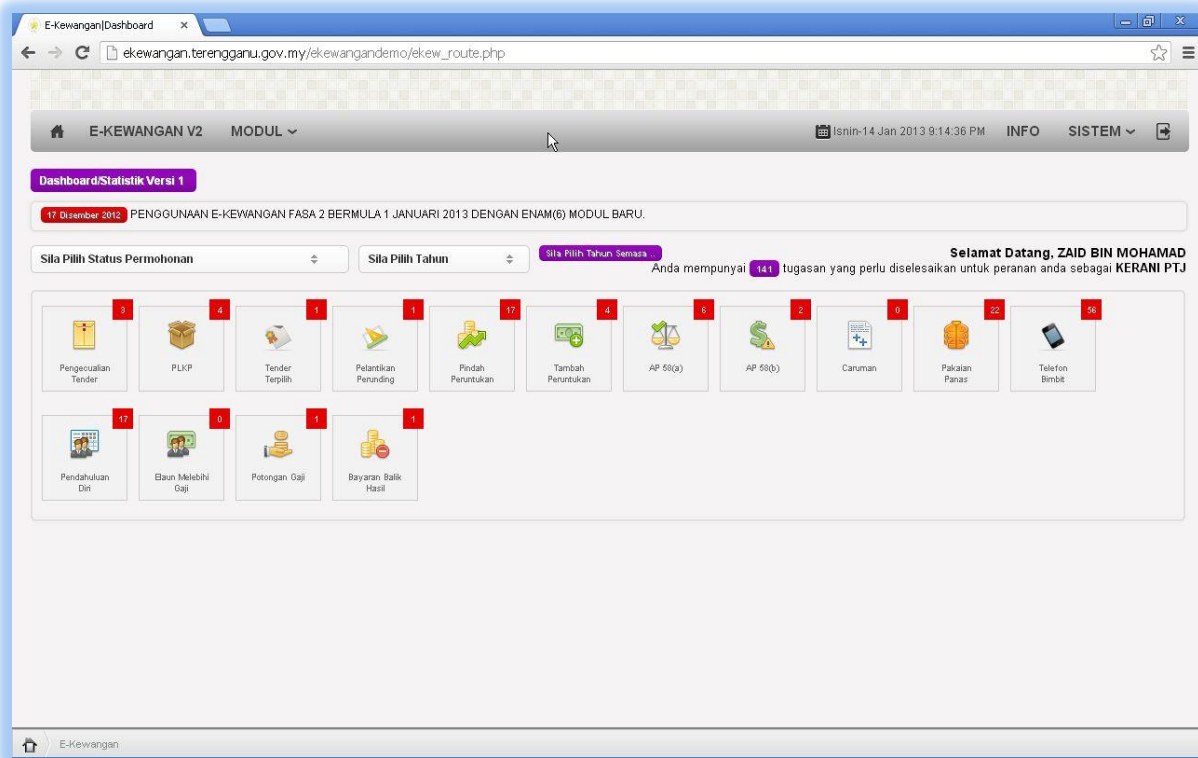 E-Kewangan|Dashboard
ekewangan.terengganu.gov.my/ekewangandemo/ekew_route.php
E-KEWANGAN V2 MODUL Isnin-14 Jan 2013 9:14:36 PM INFO SISTEM
Dashboard/Statistik Versi 1
17 Disember 2012 PENGGUNAAN E-KEWANGAN FASA 2 BERMULA 1 JANUARI 2013 DENGAN ENAM(6) MODUL BARU.
Sila Pilih Status Permohonan Sila Pilih Tahun Sila Pilih Tahun Semasa .. Selamat Datang, ZAID BIN MOHAMAD
Anda mempunyai 141 tugasan yang perlu diselesaikan untuk peranan anda sebagai KERANI PTJ
3 4 1 1 17 4 6 2 0 22 56
Pengecualian PLKP Tender Pelantikan Pindah Tambah AP 58(a) AP 58(b) Caruman Pakaian Telefon
Tender Terpilih Perunding Peruntukan Peruntukan Panas Bimbit
17 0 1 1
Pendahuluan Elaun Melebihi Potongan Gaji Bayaran Balik
Diri Gaji Hasil
E-Kewangan